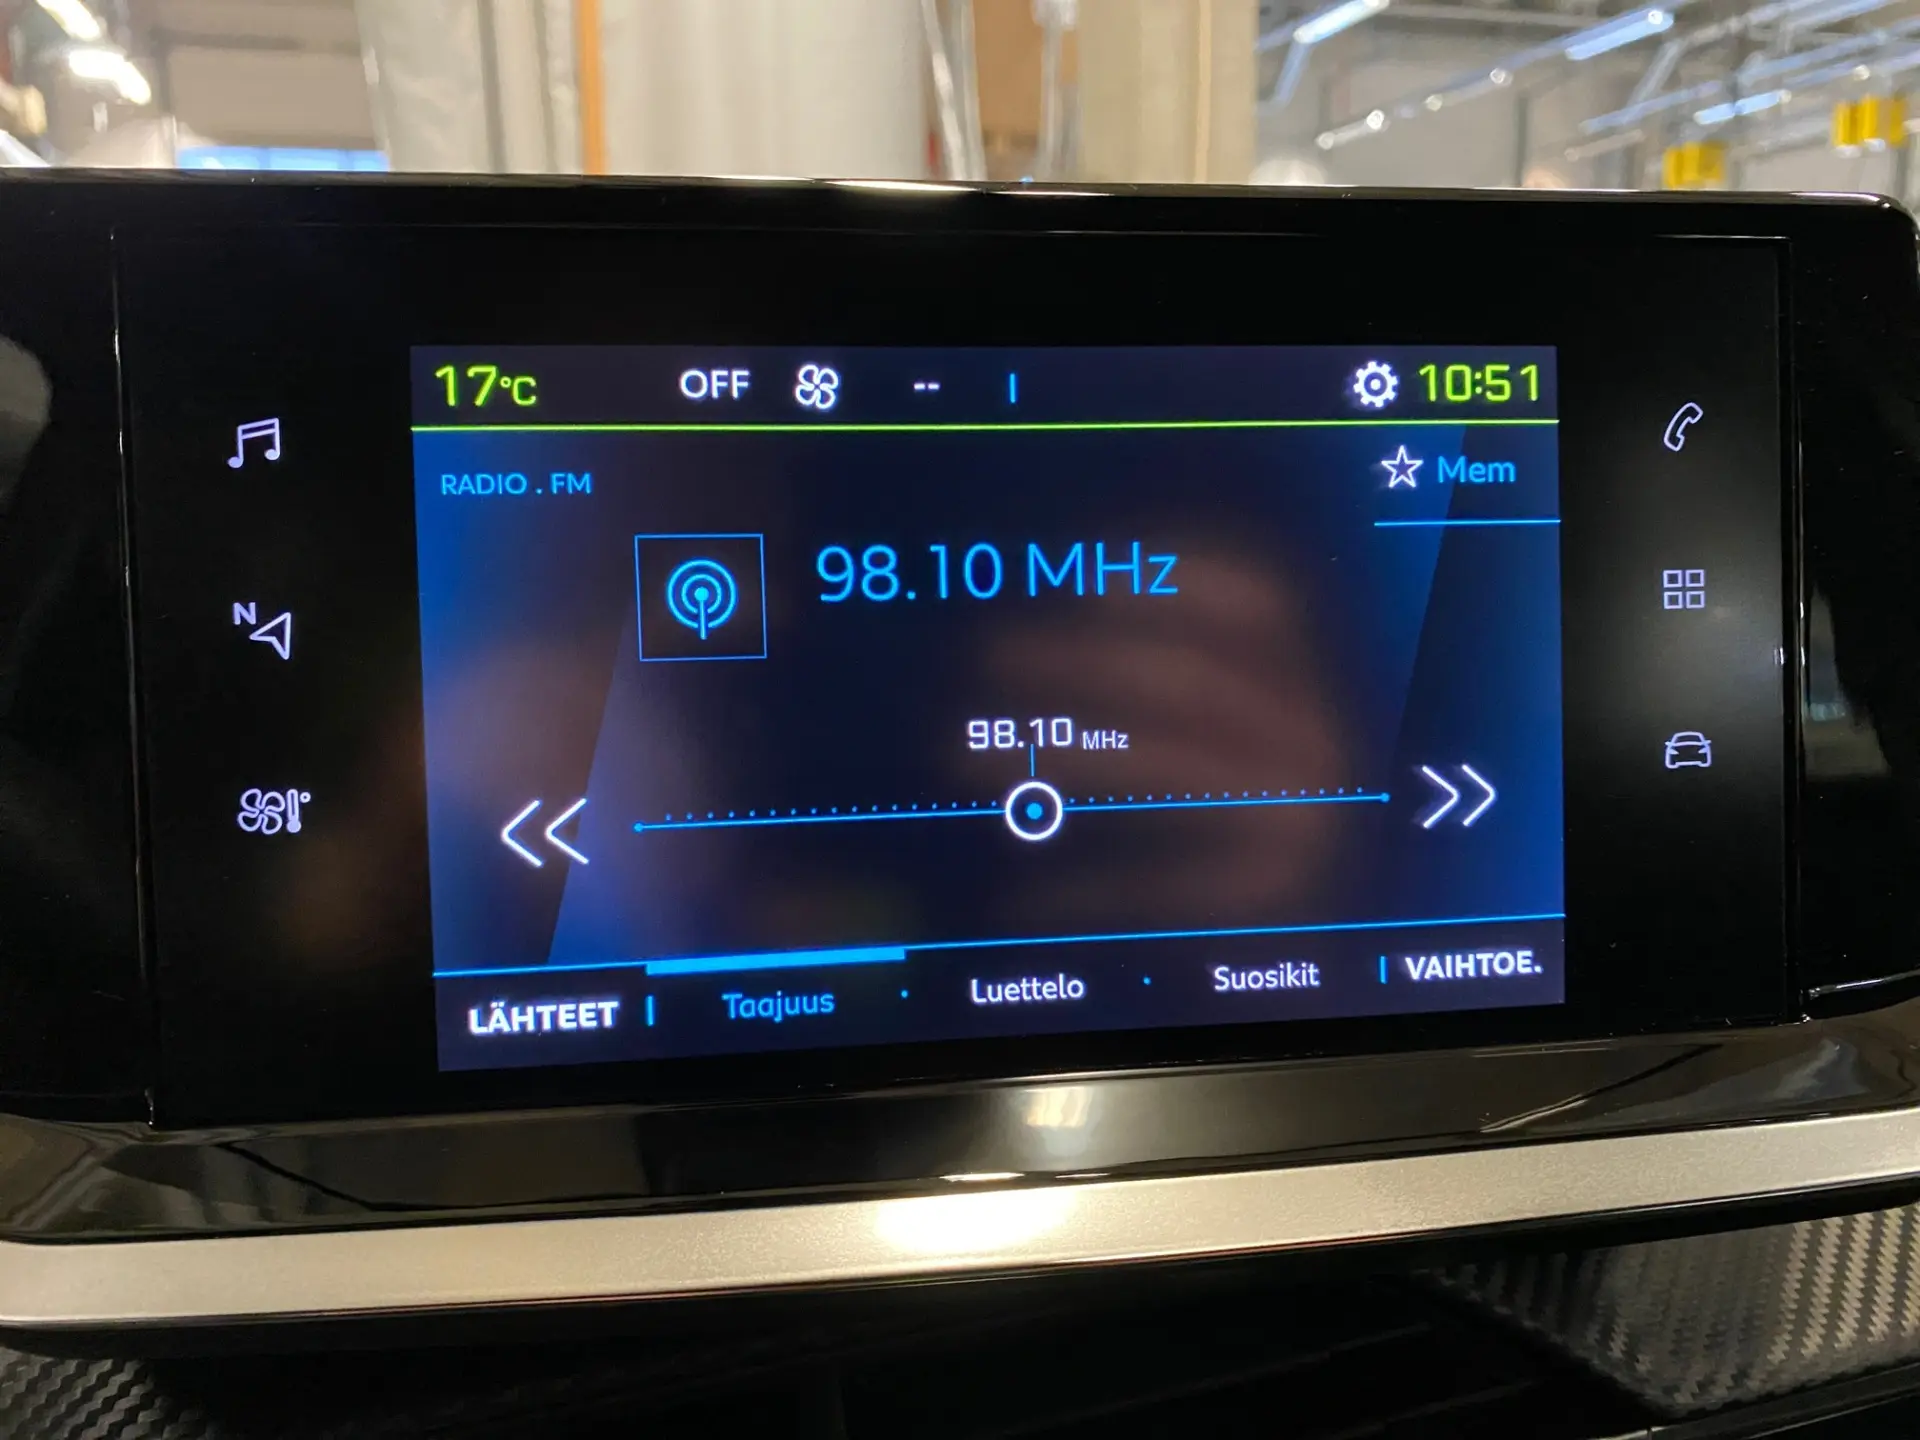 17°C OFF -- 10:51
RADIO . FM
Mem
98.10 MHz
N
98.10 MHz
LÄHTEET Taajuus Luettelo Suosikit VAIHTOE.